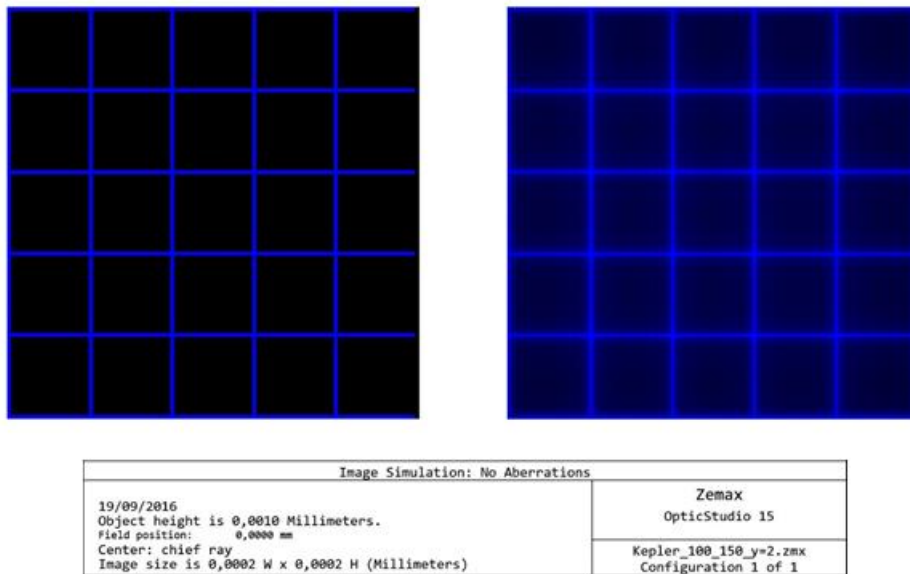 Image Simulation: No Aberrations
19/09/2016
Object height is 0,0010 Millimeters.
Field position: 0,0000 mm
Center: chief ray
Image size is 0,0002 W x 0,0002 H (Millimeters)
Zemax
OpticStudio 15
Kepler_100_150_y=2.zmx
Configuration 1 of 1